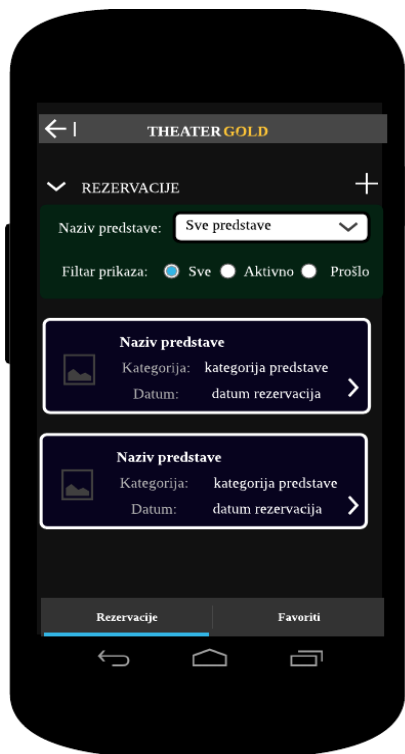 THEATER GOLD
REZERVACIJE
Naziv predstave: Sve predstave
Filtar prikaza: Sve Aktivno Prošlo
Naziv predstave
Kategorija: kategorija predstave
Datum: datum rezervacija
Naziv predstave
Kategorija: kategorija predstave
Datum: datum rezervacija
Rezervacije Favoriti